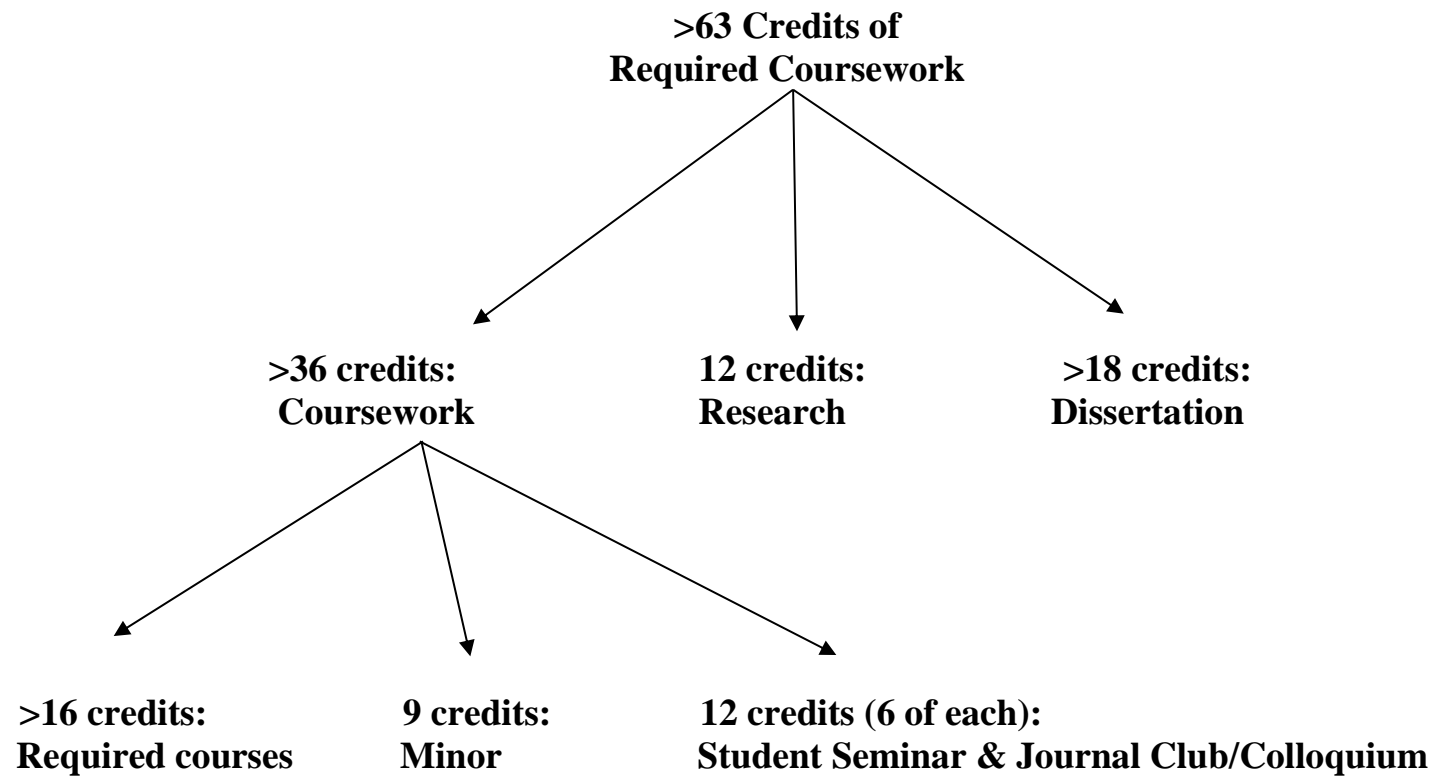 >63 Credits of
Required Coursework
>36 credits:
Coursework
12 credits:
Research
>18 credits:
Dissertation
>16 credits:
Required courses
9 credits:
Minor
12 credits (6 of each):
Student Seminar & Journal Club/Colloquium